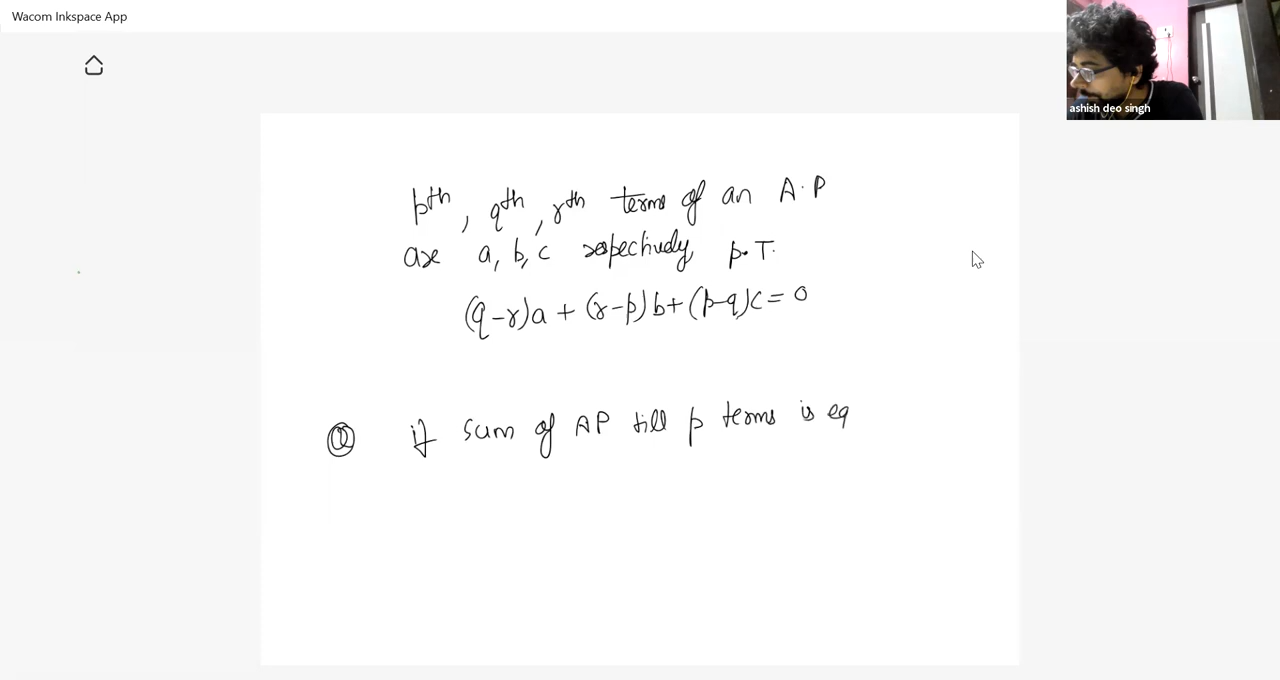 Wacom Inkspace App
ashish deo singh
pth, qth, rth terms of an A.P
are a, b, c respectively p.T.
(q-r)a + (r-p)b + (p-q)c = 0
Q if sum of AP till p terms is eq